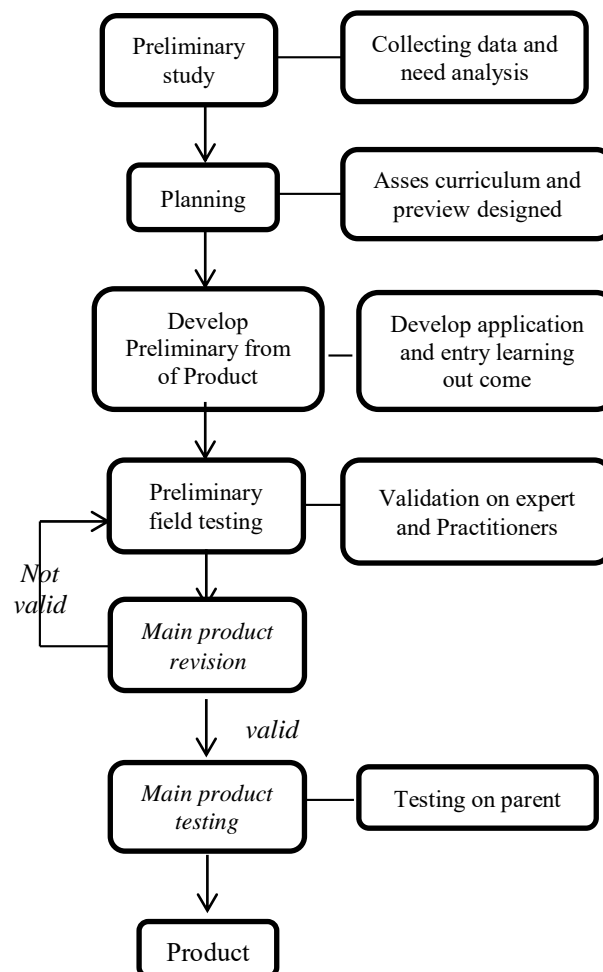 Preliminary
study
Collecting data and
need analysis
Planning
Asses curriculum and
preview designed
Develop
Preliminary from
of Product
Develop application
and entry learning
out come
Preliminary
field testing
Validation on expert
and Practitioners
Not
valid
Main product
revision
valid
Main product
testing
Testing on parent
Product